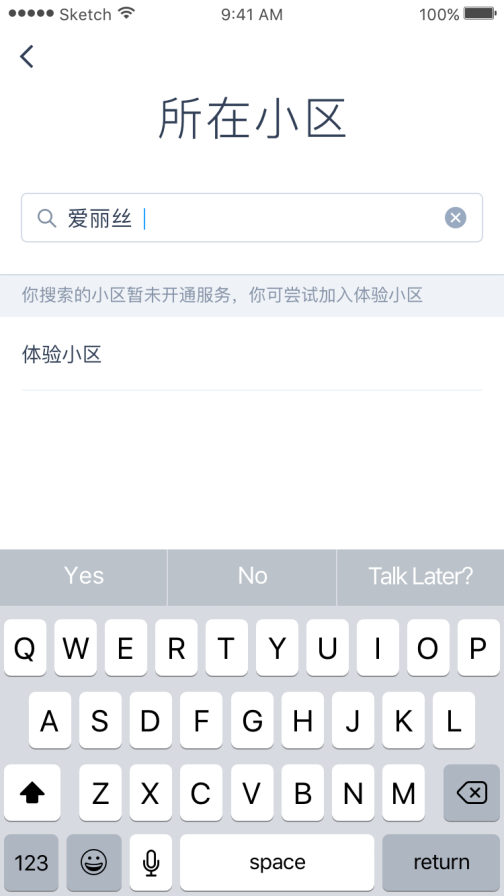 Sketch 9:41 AM 100%
所在小区
爱丽丝
你搜索的小区暂未开通服务，你可尝试加入体验小区
体验小区
Yes No Talk Later?
Q W E R T Y U I O P
A S D F G H J K L
Z X C V B N M
123 space return